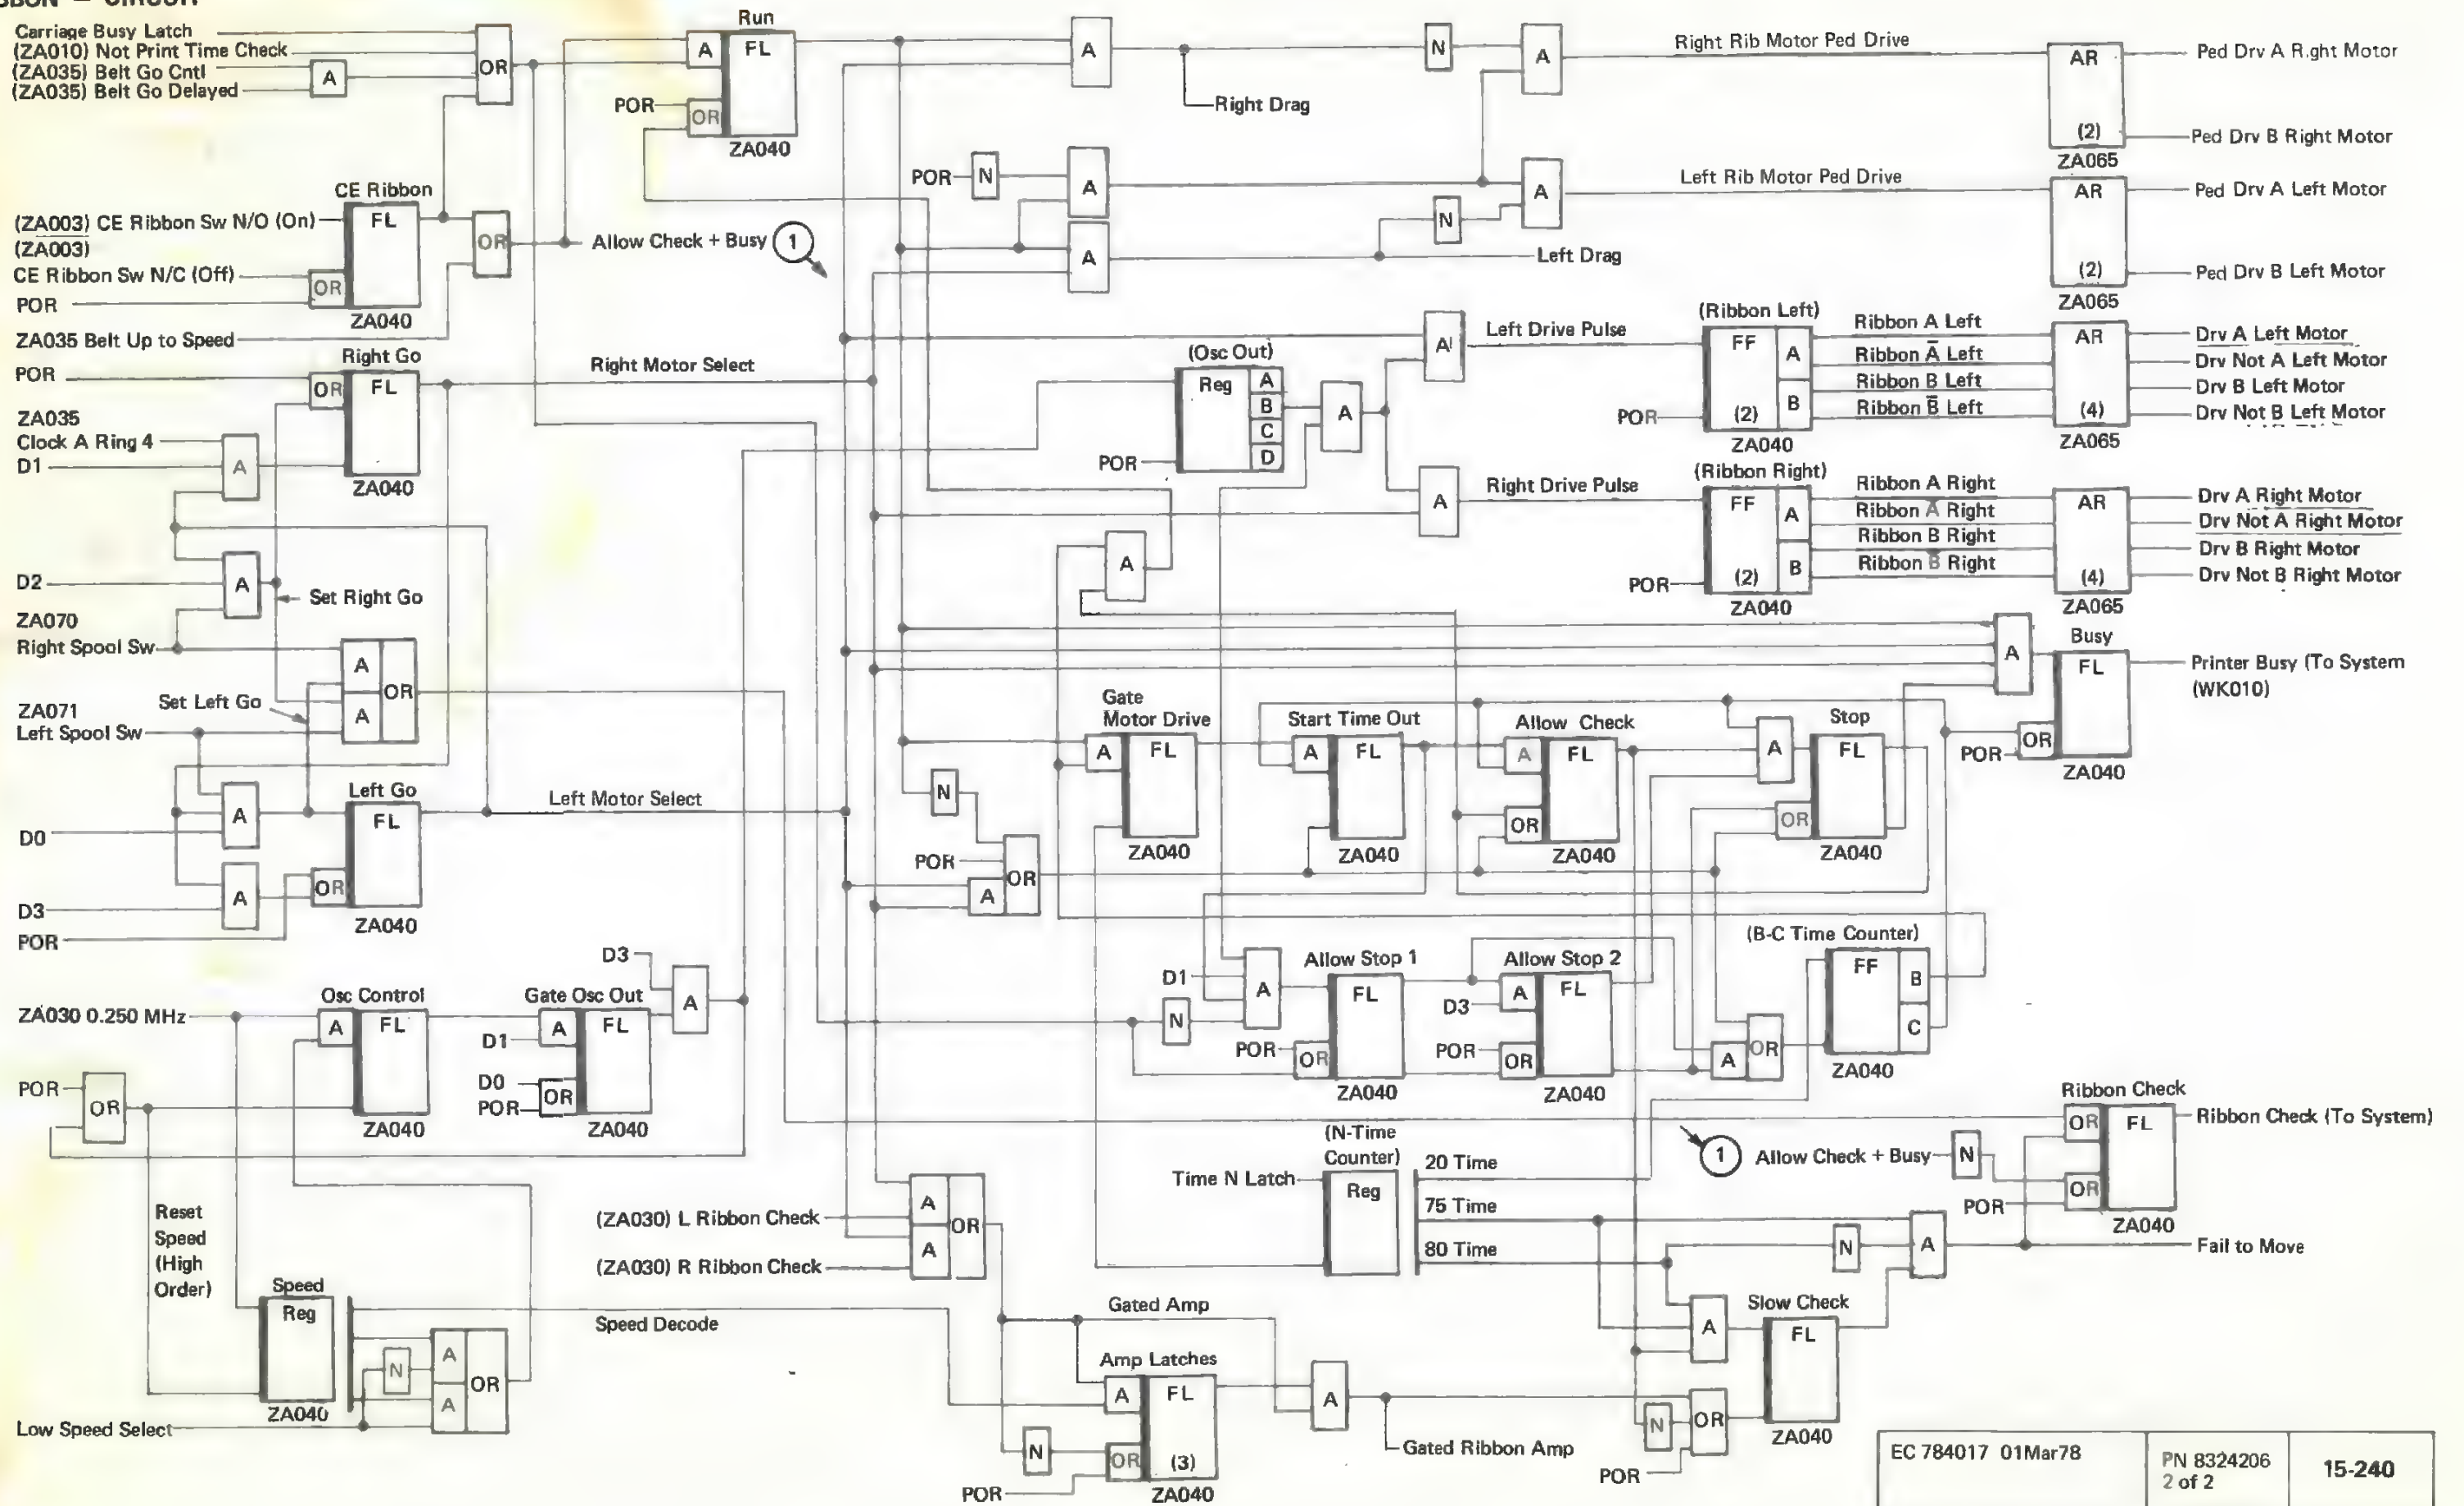 Carriage Busy Latch
(ZA010) Not Print Time Check
(ZA035) Belt Go Cntl
(ZA035) Belt Go Delayed
A
OR
Run
A
FL
POR
OR
ZA040
A
Right Drag
N
A
Right Rib Motor Ped Drive
AR
(2)
ZA065
Ped Drv A Right Motor
Ped Drv B Right Motor
CE Ribbon
(ZA003) CE Ribbon Sw N/O (On)
(ZA003)
CE Ribbon Sw N/C (Off)
POR
OR
FL
ZA040
OR
Allow Check + Busy
1
ZA035 Belt Up to Speed
POR
N
A
A
N
A
Left Rib Motor Ped Drive
Left Drag
AR
(2)
ZA065
Ped Drv A Left Motor
Ped Drv B Left Motor
Right Go
POR
OR
FL
ZA040
Right Motor Select
ZA035
Clock A Ring 4
D1
A
(Osc Out)
Reg
A
B
C
D
POR
A
A
Left Drive Pulse
(Ribbon Left)
FF
A
B
(2)
POR
ZA040
Ribbon A Left
Ribbon A̅ Left
Ribbon B Left
Ribbon B̅ Left
AR
(4)
ZA065
Drv A Left Motor
Drv Not A Left Motor
Drv B Left Motor
Drv Not B Left Motor
A
Right Drive Pulse
(Ribbon Right)
FF
A
B
(2)
POR
ZA040
Ribbon A Right
Ribbon A̅ Right
Ribbon B Right
Ribbon B̅ Right
AR
(4)
ZA065
Drv A Right Motor
Drv Not A Right Motor
Drv B Right Motor
Drv Not B Right Motor
D2
A
Set Right Go
ZA070
Right Spool Sw
A
A
OR
Set Left Go
ZA071
Left Spool Sw
A
A
Busy
FL
OR
POR
ZA040
Printer Busy (To System
(WK010)
Gate
Motor Drive
A
FL
ZA040
Start Time Out
A
FL
ZA040
Allow Check
A
FL
OR
ZA040
A
Stop
FL
OR
ZA040
D0
A
Left Go
FL
OR
ZA040
Left Motor Select
D3
A
POR
N
POR
OR
A
D3
A
ZA030 0.250 MHz
Osc Control
A
FL
ZA040
Gate Osc Out
A
FL
D1
D0
POR
OR
ZA040
POR
OR
D1
N
A
Allow Stop 1
FL
POR
OR
ZA040
Allow Stop 2
A
FL
D3
POR
OR
ZA040
A
OR
(B-C Time Counter)
FF
B
C
ZA040
Ribbon Check
OR
FL
OR
POR
ZA040
Ribbon Check (To System)
1
Allow Check + Busy
N
(N-Time
Counter)
Time N Latch
Reg
20 Time
75 Time
80 Time
N
A
Fail to Move
Reset
Speed
(High
Order)
(ZA030) L Ribbon Check
(ZA030) R Ribbon Check
A
A
OR
Speed
Reg
ZA040
Speed Decode
N
A
A
OR
Low Speed Select
Gated Amp
Amp Latches
A
FL
N
OR
(3)
POR
ZA040
A
Gated Ribbon Amp
A
Slow Check
FL
N
OR
POR
ZA040
EC 784017 01Mar78
PN 8324206
2 of 2
15-240